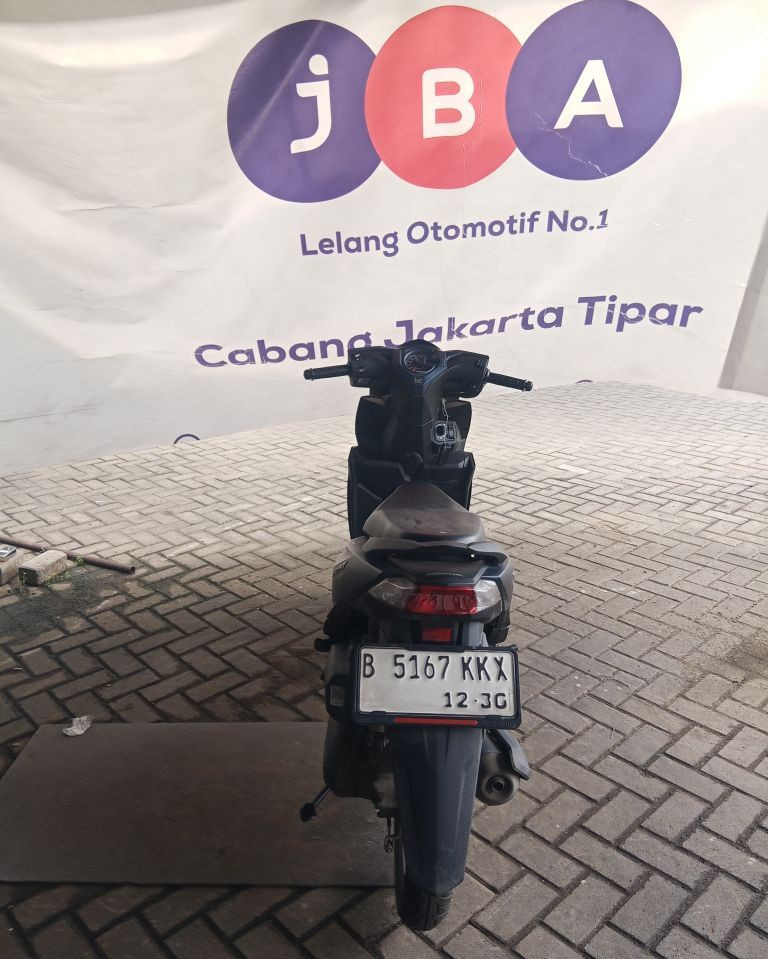 jBA
Lelang Otomotif No.1
Cabang Jakarta Tipar
B 5167 KKX
12·30